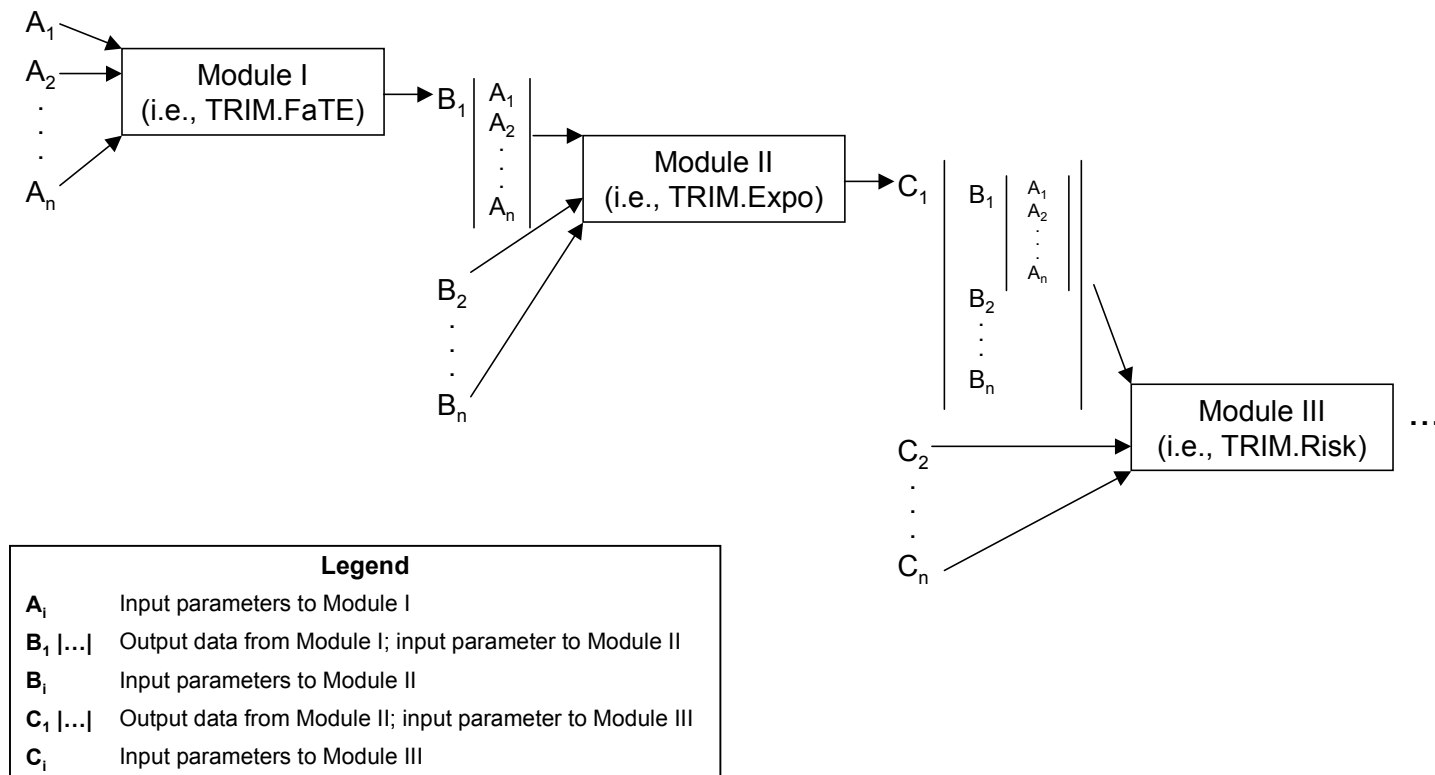 A1
A2
.
.
.
An
Module I
(i.e., TRIM.FaTE)
B1
A1
A2
.
.
.
An
B2
.
.
.
Bn
Module II
(i.e., TRIM.Expo)
C1
B1
A1
A2
.
.
.
An
B2
.
.
.
Bn
C2
.
.
.
Cn
Module III
(i.e., TRIM.Risk)
...
Legend
Ai Input parameters to Module I
B1 |...| Output data from Module I; input parameter to Module II
Bi Input parameters to Module II
C1 |...| Output data from Module II; input parameter to Module III
Ci Input parameters to Module III